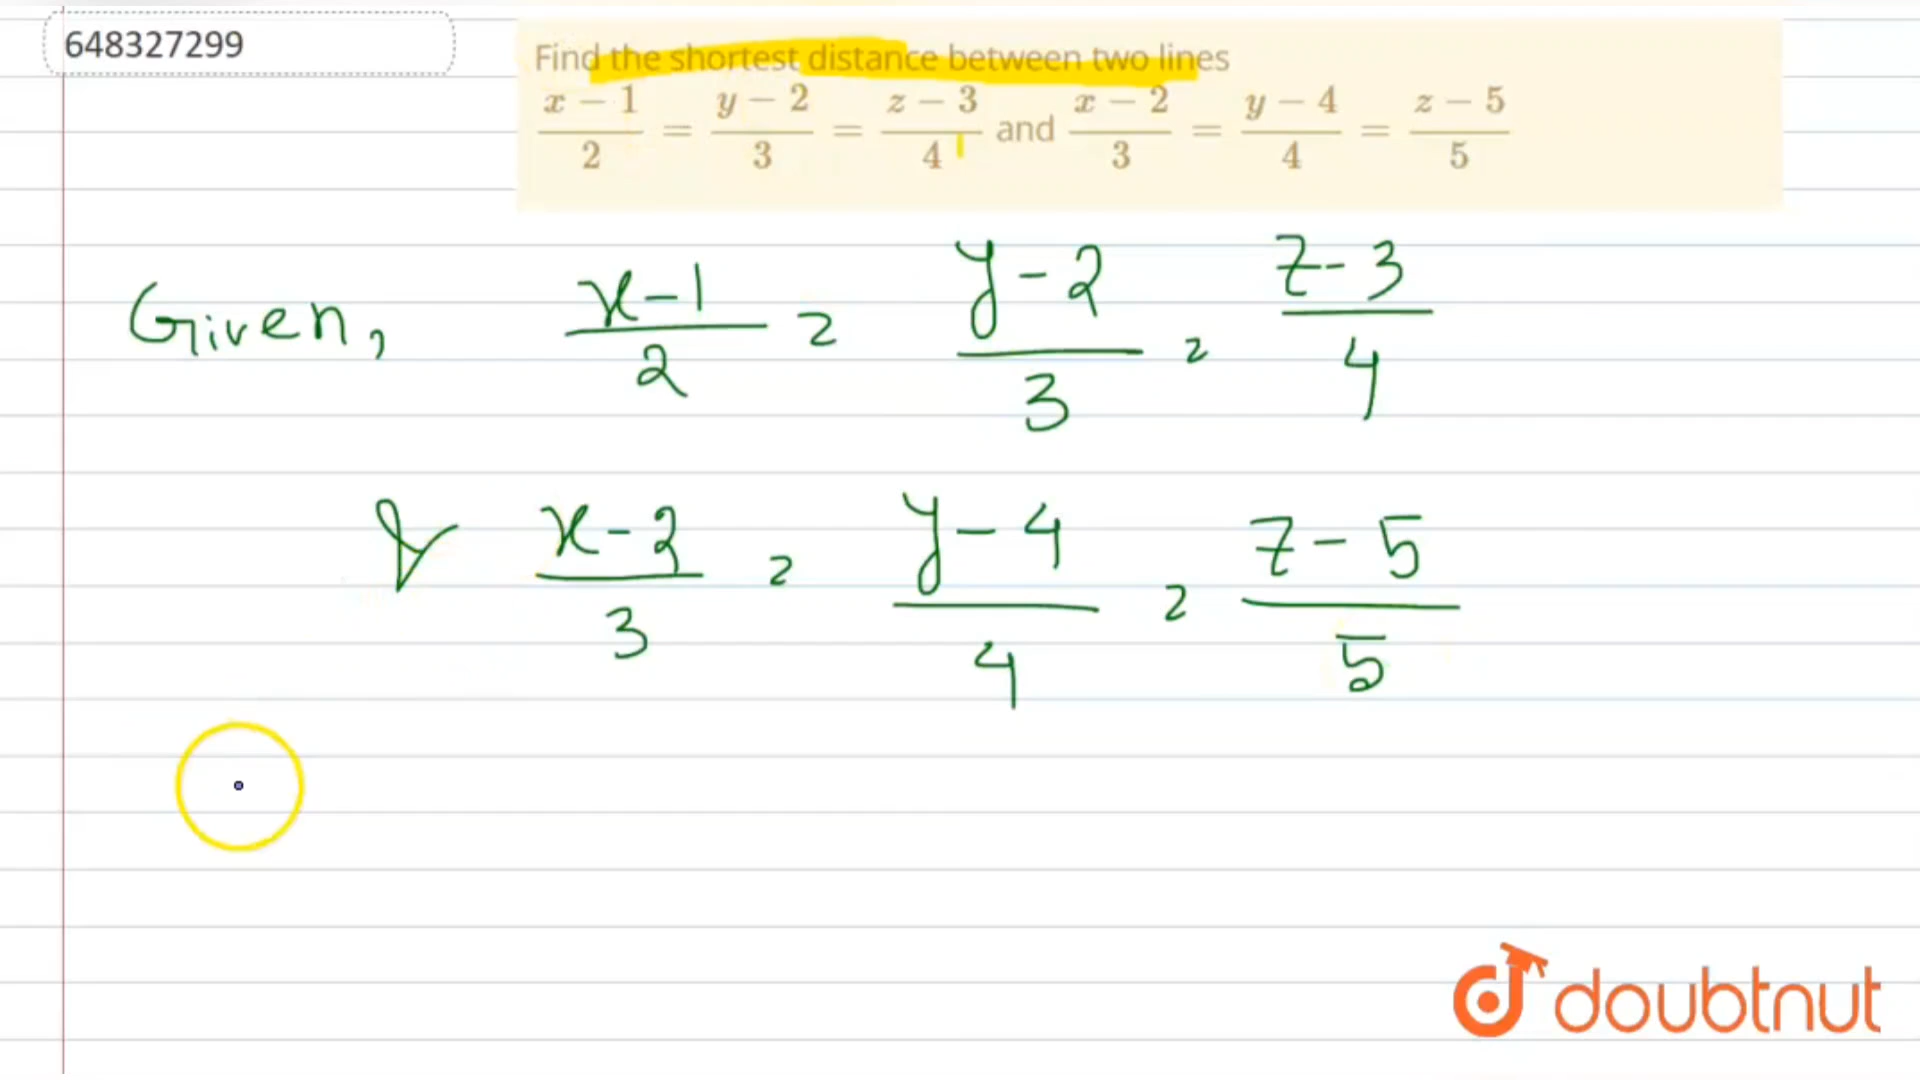 648327299
Find the shortest distance between two lines
x − 1 / 2 = y − 2 / 3 = z − 3 / 4 and x − 2 / 3 = y − 4 / 4 = z − 5 / 5
Given, x-1 / 2 = y-2 / 3 = z-3 / 4
& x-2 / 3 = y-4 / 4 = z-5 / 5
doubtnut